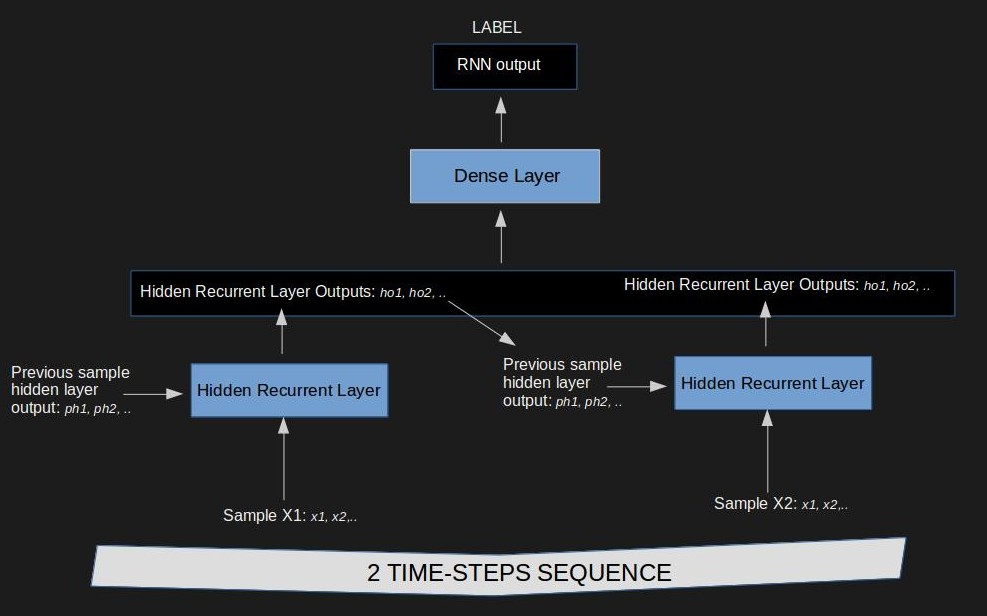 LABEL
RNN output
Dense Layer
Hidden Recurrent Layer Outputs: ho1, ho2, ..
Hidden Recurrent Layer Outputs: ho1, ho2, ..
Previous sample
hidden layer
output: ph1, ph2, ..
Hidden Recurrent Layer
Previous sample
hidden layer
output: ph1, ph2, ..
Hidden Recurrent Layer
Sample X1: x1, x2,..
Sample X2: x1, x2,..
2 TIME-STEPS SEQUENCE